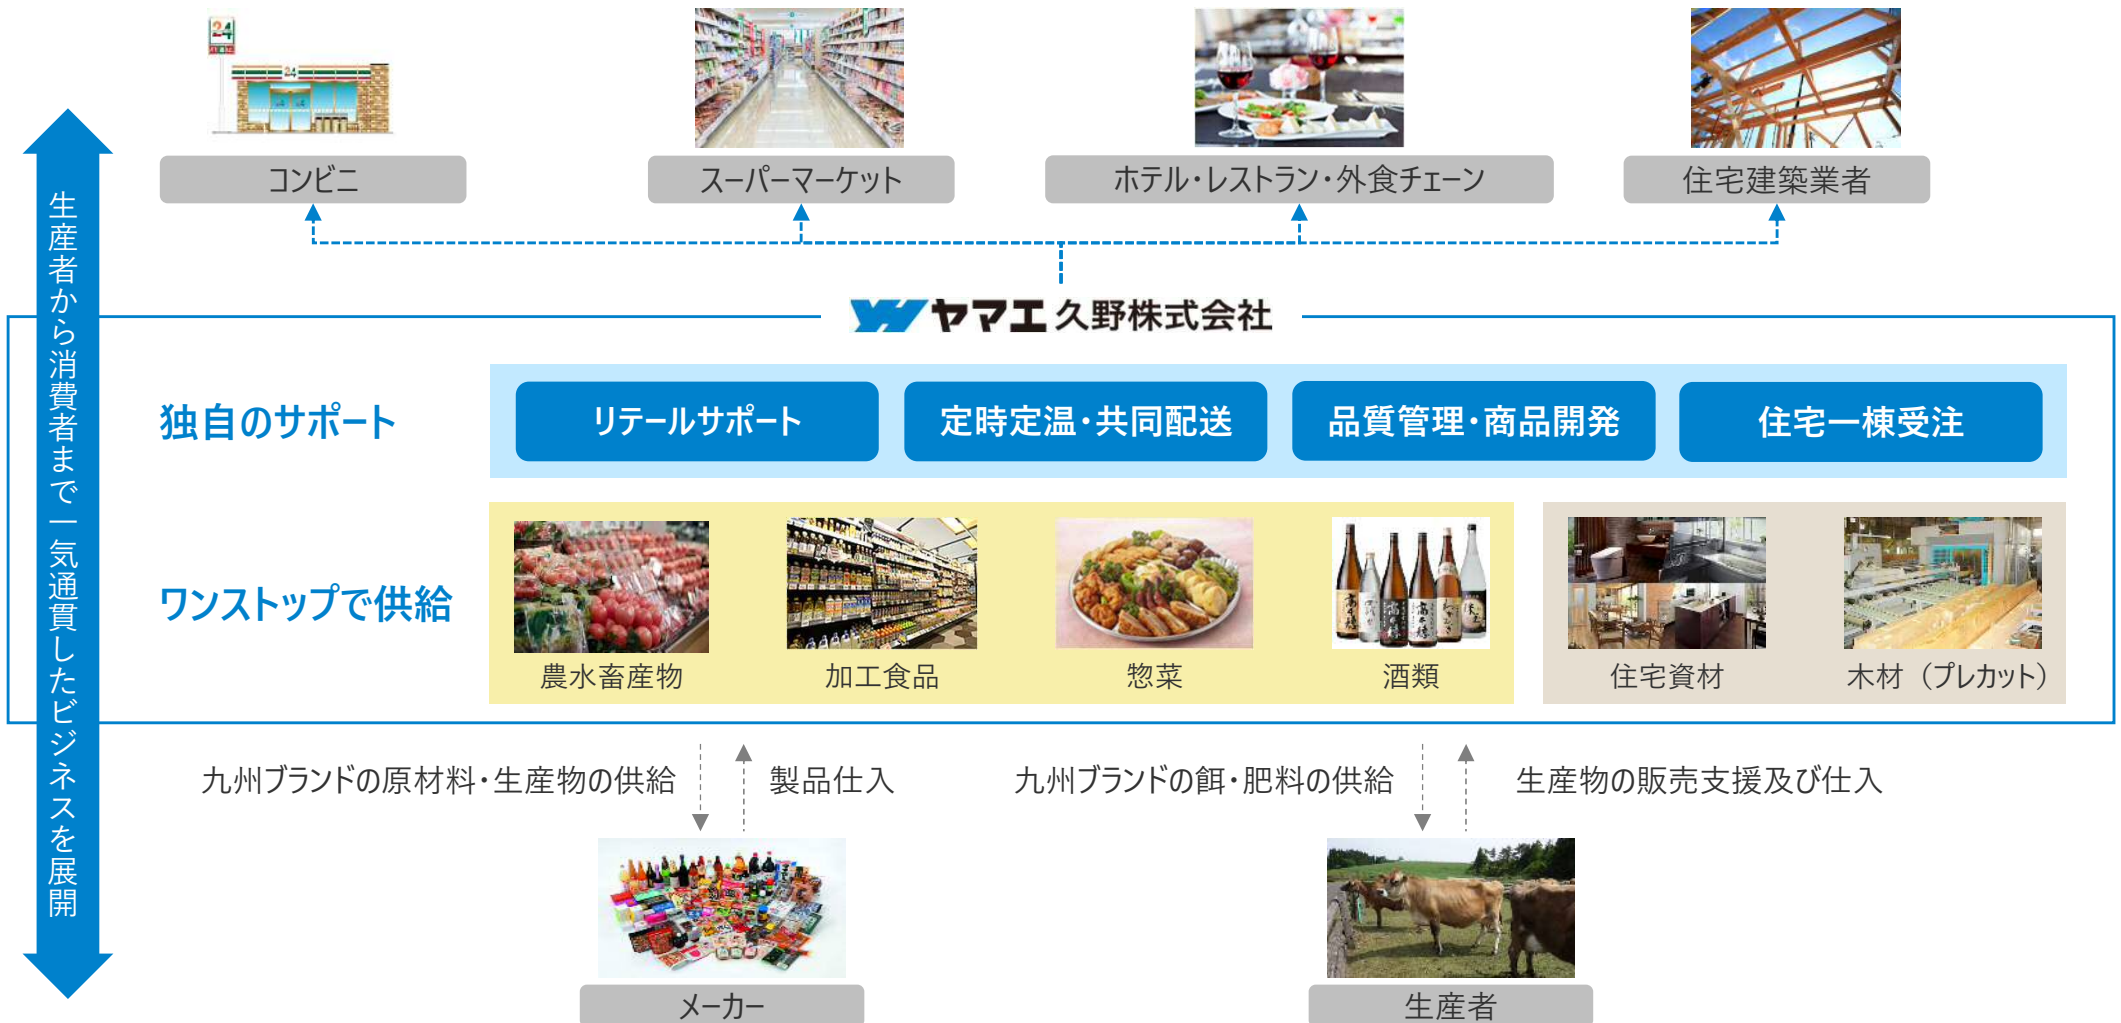 24
24
コンビニ
スーパーマーケット
ホテル・レストラン・外食チェーン
住宅建築業者
生産者から消費者まで一気通貫したビジネスを展開
ヤマエ久野株式会社
独自のサポート
リテールサポート
定時定温・共同配送
品質管理・商品開発
住宅一棟受注
ワンストップで供給
農水畜産物
加工食品
惣菜
酒類
住宅資材
木材（プレカット）
九州ブランドの原材料・生産物の供給
製品仕入
九州ブランドの餌・肥料の供給
生産物の販売支援及び仕入
メーカー
生産者